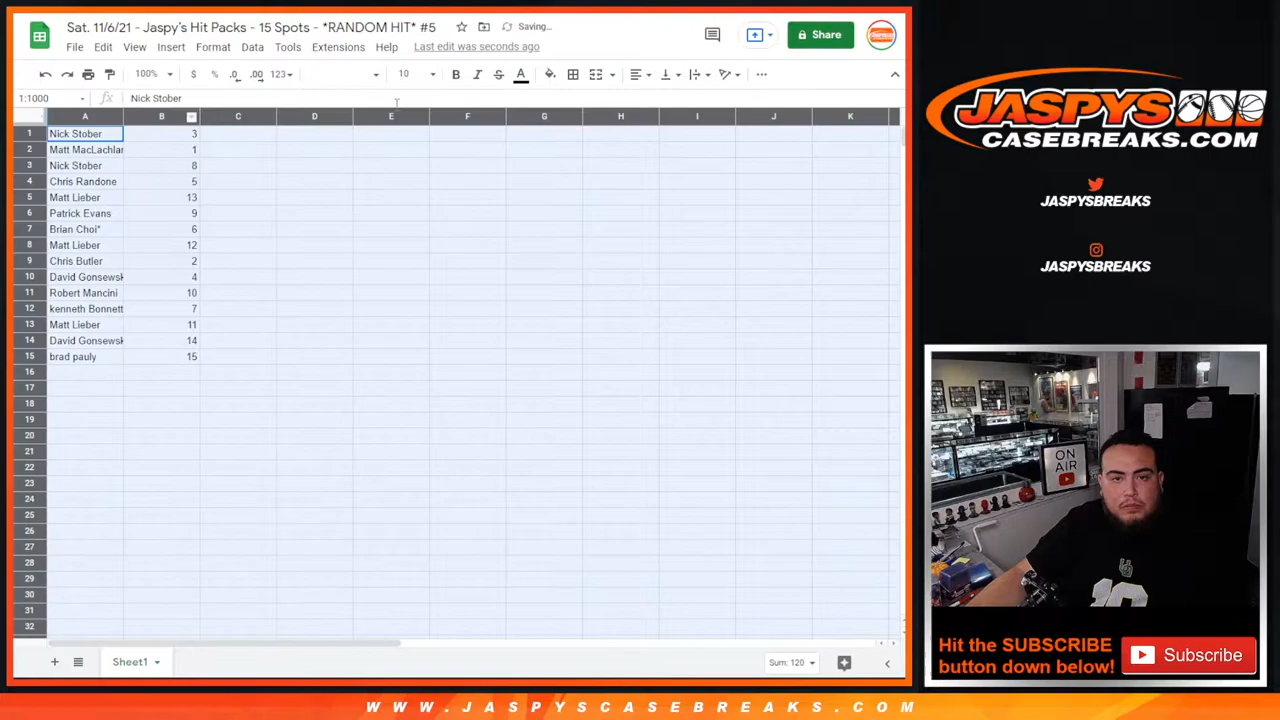 Sat. 11/6/21 - Jaspy's Hit Packs - 15 Spots - *RANDOM HIT* #5
Saving...
File Edit View Insert Format Data Tools Extensions Help Last edit was seconds ago
Share
100% $ % .0 .00 123 10 B I S A
1:1000 fx Nick Stober
A B C D E F G H I J K
1 Nick Stober 3
2 Matt MacLachlan 1
3 Nick Stober 8
4 Chris Randone 5
5 Matt Lieber 13
6 Patrick Evans 9
7 Brian Choi* 6
8 Matt Lieber 12
9 Chris Butler 2
10 David Gonsewsk 4
11 Robert Mancini 10
12 kenneth Bonnett 7
13 Matt Lieber 11
14 David Gonsewsk 14
15 brad pauly 15
16
17
18
19
20
21
22
23
24
25
26
27
28
29
30
31
32
Sheet1
Sum: 120
JASPYS
CASEBREAKS.COM
JASPYSBREAKS
JASPYSBREAKS
ON
AIR
Hit the SUBSCRIBE
button down below!
Subscribe
WWW.JASPYSCASEBREAKS.COM